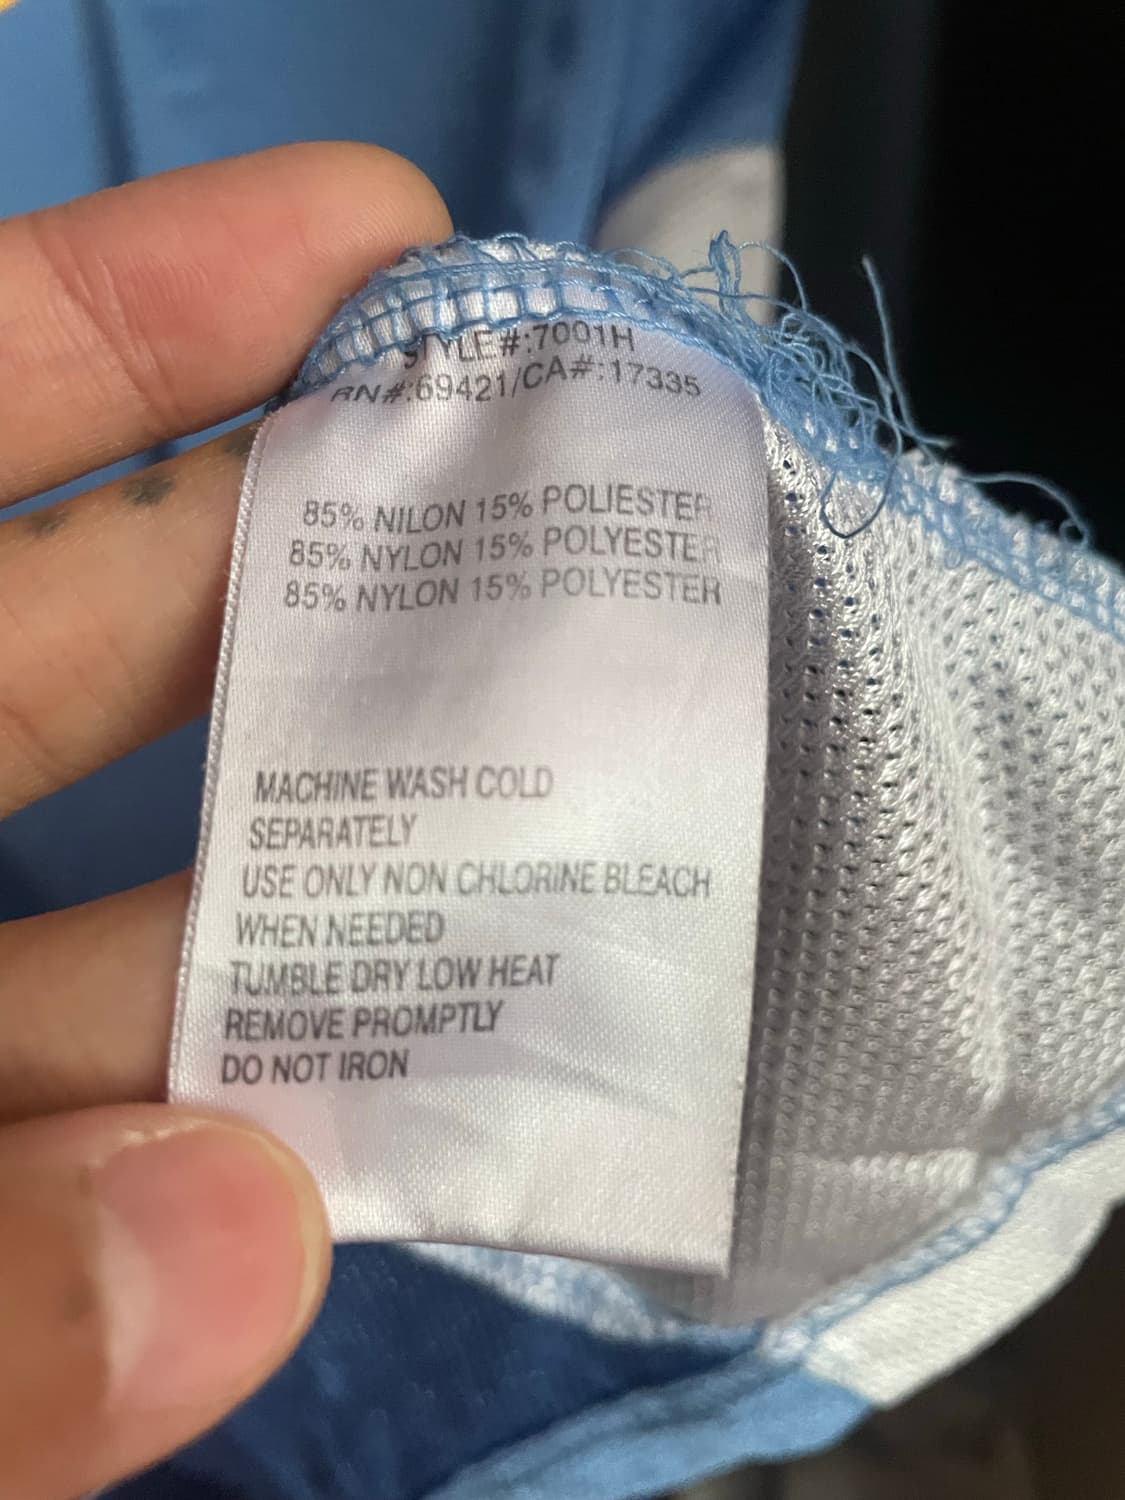 STYLE#:7001H
RN#:69421/CA#:17335
85% NILON 15% POLIESTER
85% NYLON 15% POLYESTER
85% NYLON 15% POLYESTER
MACHINE WASH COLD
SEPARATELY
USE ONLY NON CHLORINE BLEACH
WHEN NEEDED
TUMBLE DRY LOW HEAT
REMOVE PROMPTLY
DO NOT IRON